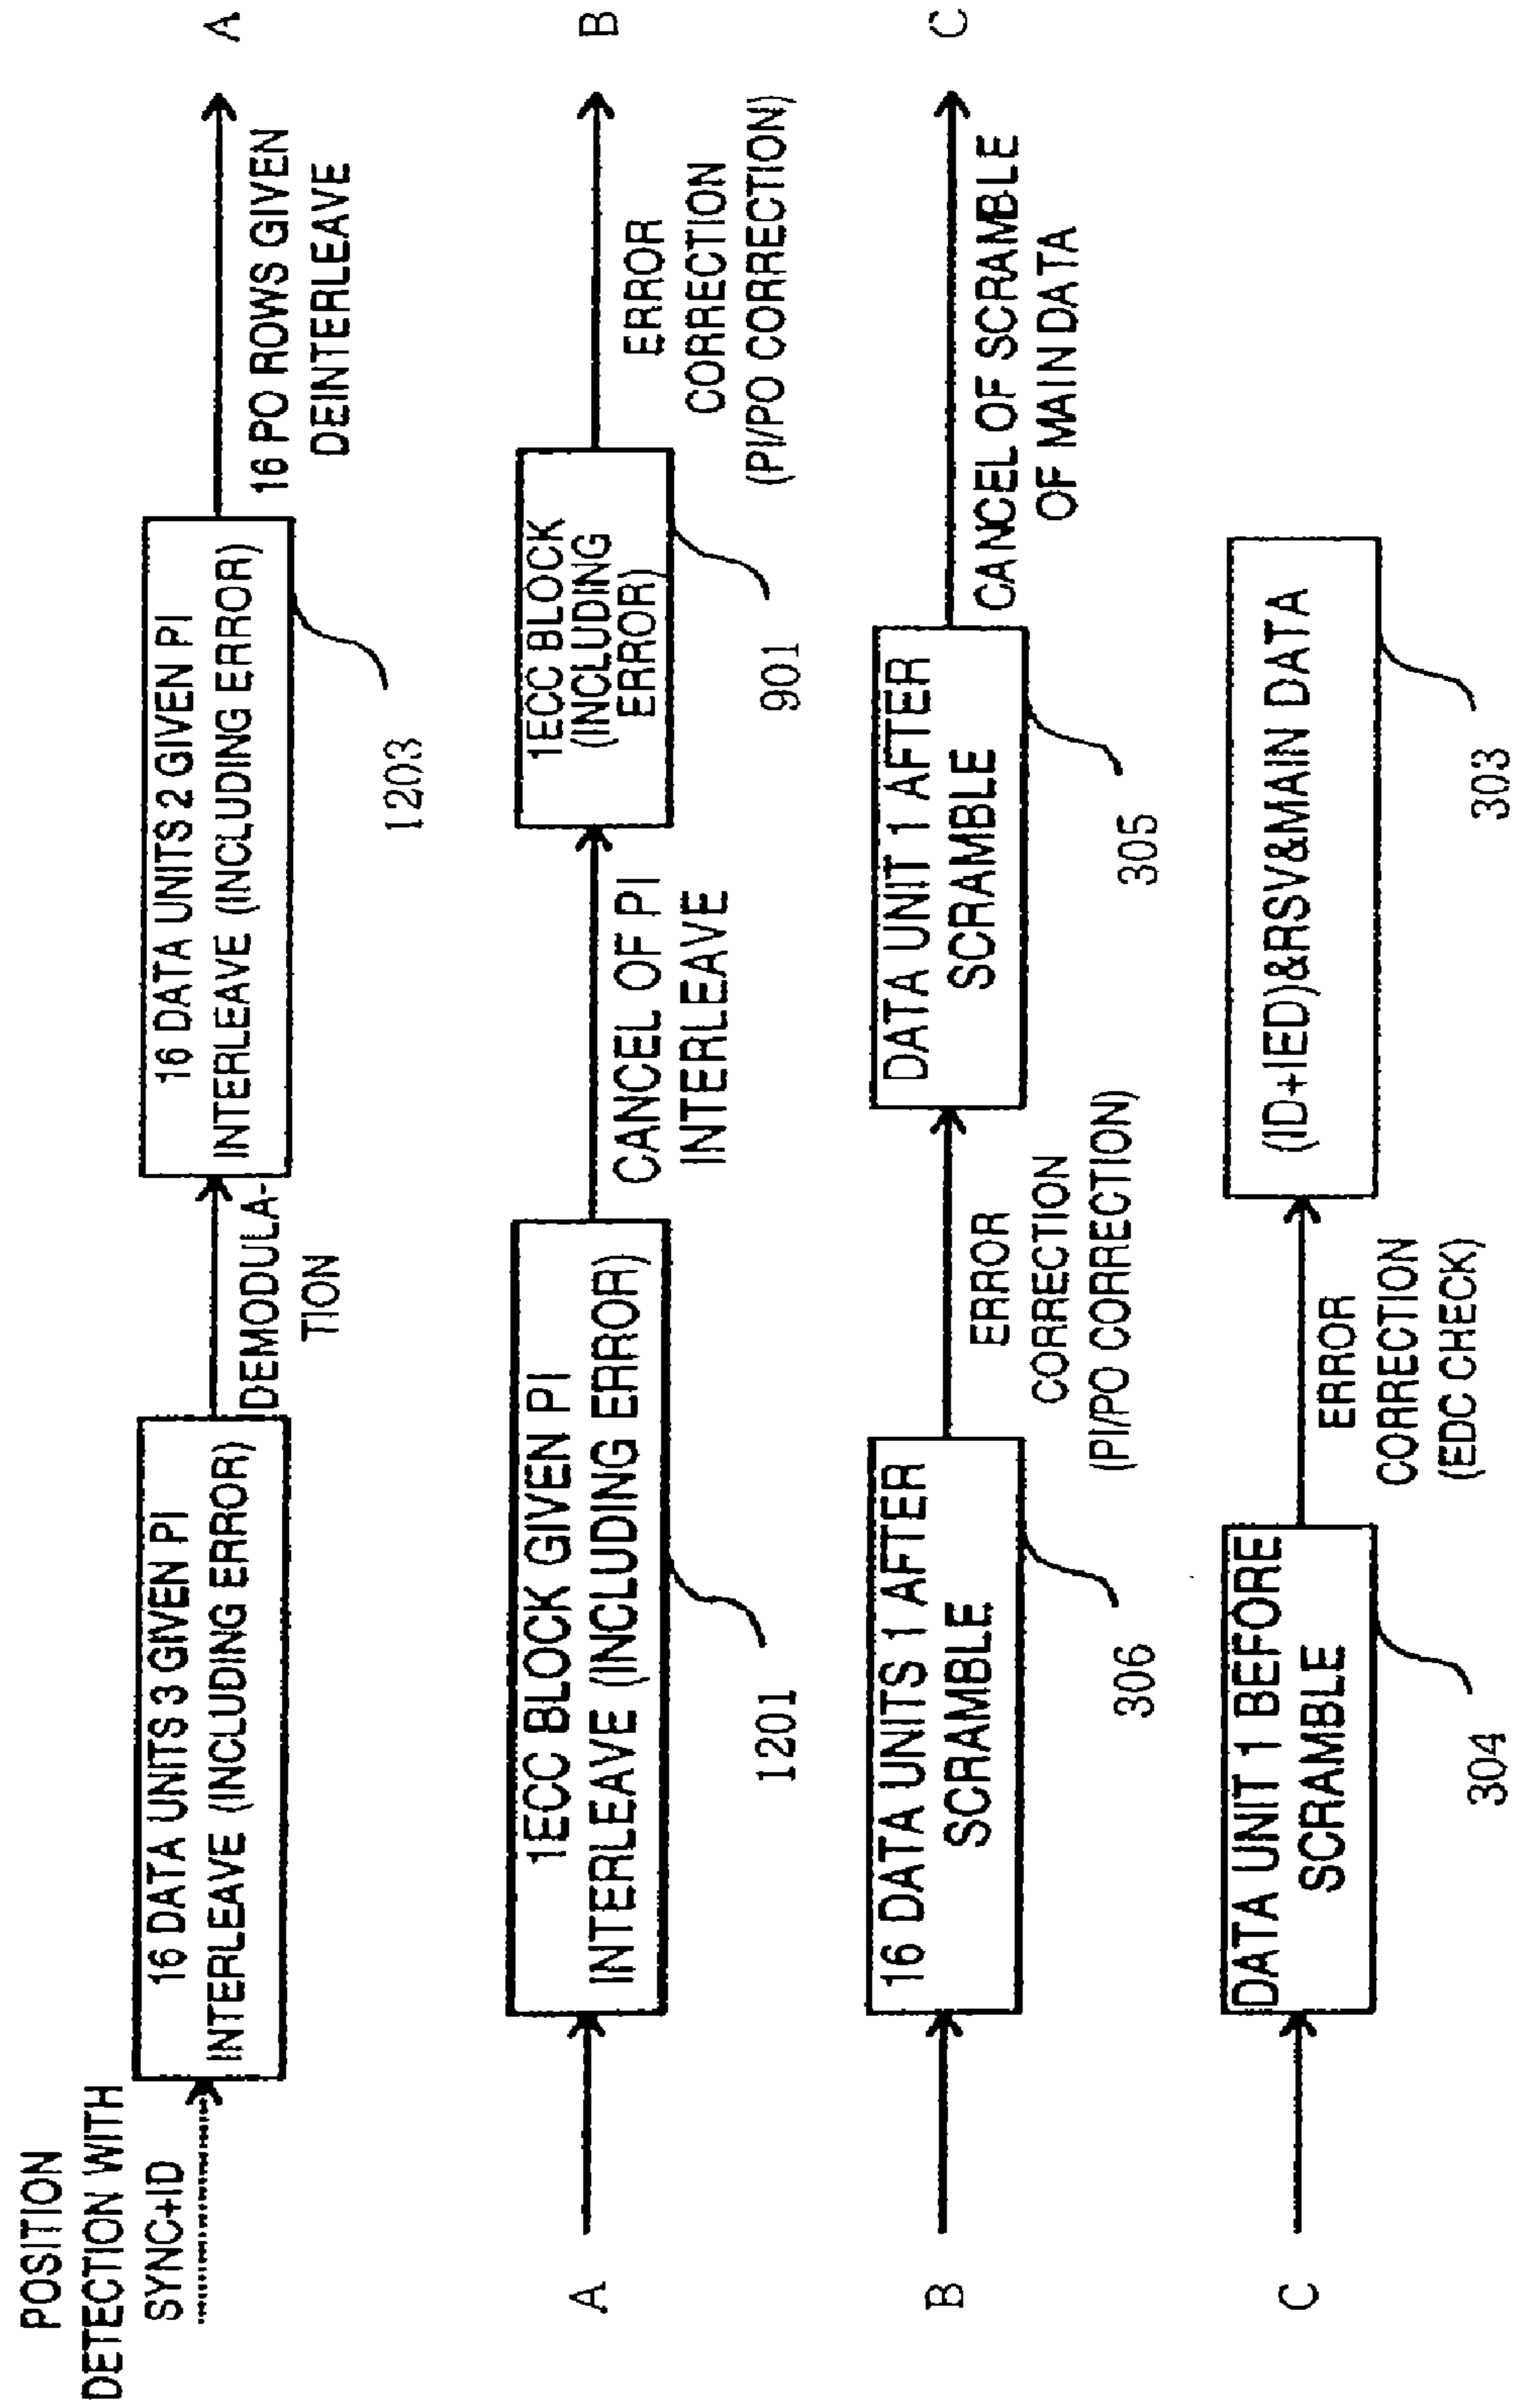 POSITION
DETECTION WITH
SYNC+ID
16 DATA UNITS 3 GIVEN PI
INTERLEAVE (INCLUDING ERROR)
DEMODULA-
TION
16 DATA UNITS 2 GIVEN PI
INTERLEAVE (INCLUDING ERROR)
1203
16 PO ROWS GIVEN
DEINTERLEAVE
A
A
1ECC BLOCK GIVEN PI
INTERLEAVE (INCLUDING ERROR)
1201
CANCEL OF PI
INTERLEAVE
1ECC BLOCK
(INCLUDING
ERROR)
901
ERROR
CORRECTION
(PI/PO CORRECTION)
B
B
16 DATA UNITS 1 AFTER
SCRAMBLE
306
ERROR
CORRECTION
(PI/PO CORRECTION)
DATA UNIT 1 AFTER
SCRAMBLE
305
CANCEL OF SCRAMBLE
OF MAIN DATA
C
C
DATA UNIT 1 BEFORE
SCRAMBLE
304
ERROR
CORRECTION
(EDC CHECK)
(ID+IED)&RSV&MAIN DATA
303